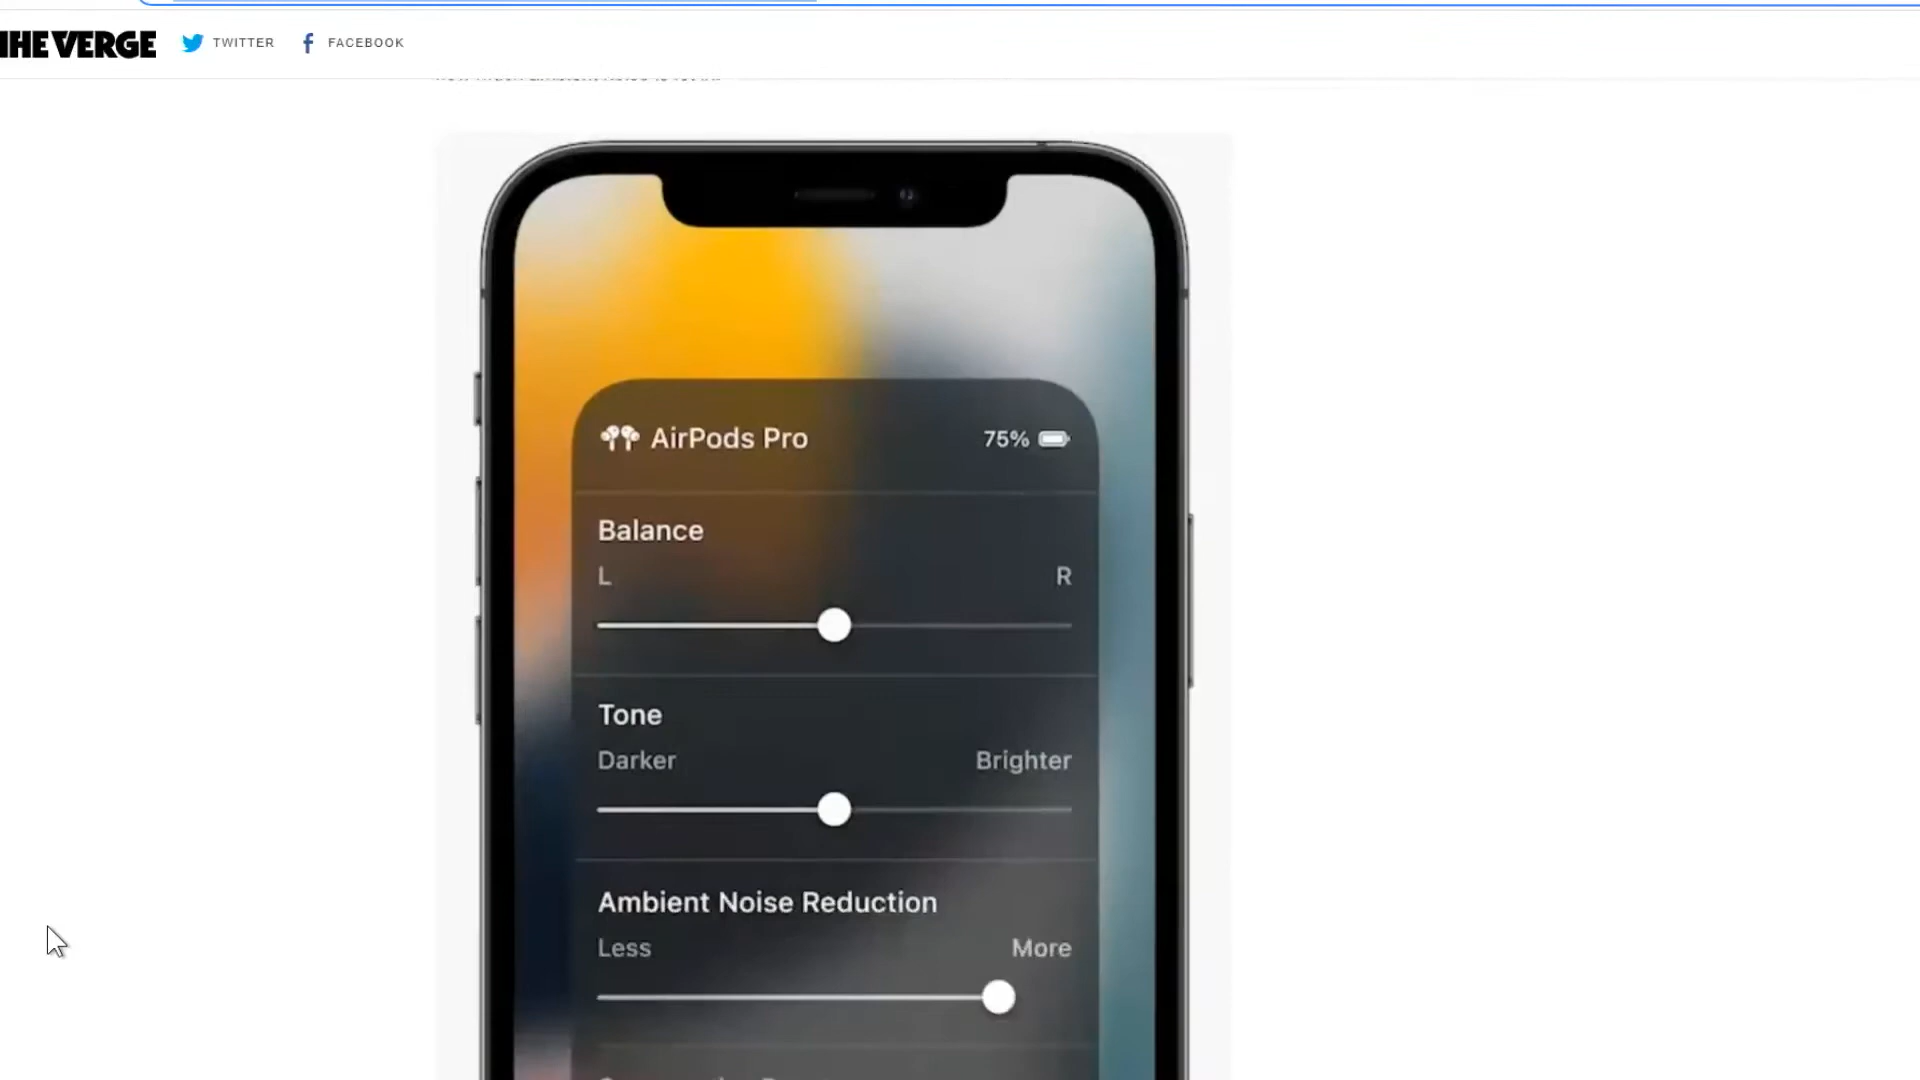 THE VERGE TWITTER FACEBOOK
AirPods Pro 75%
Balance
L R
Tone
Darker Brighter
Ambient Noise Reduction
Less More